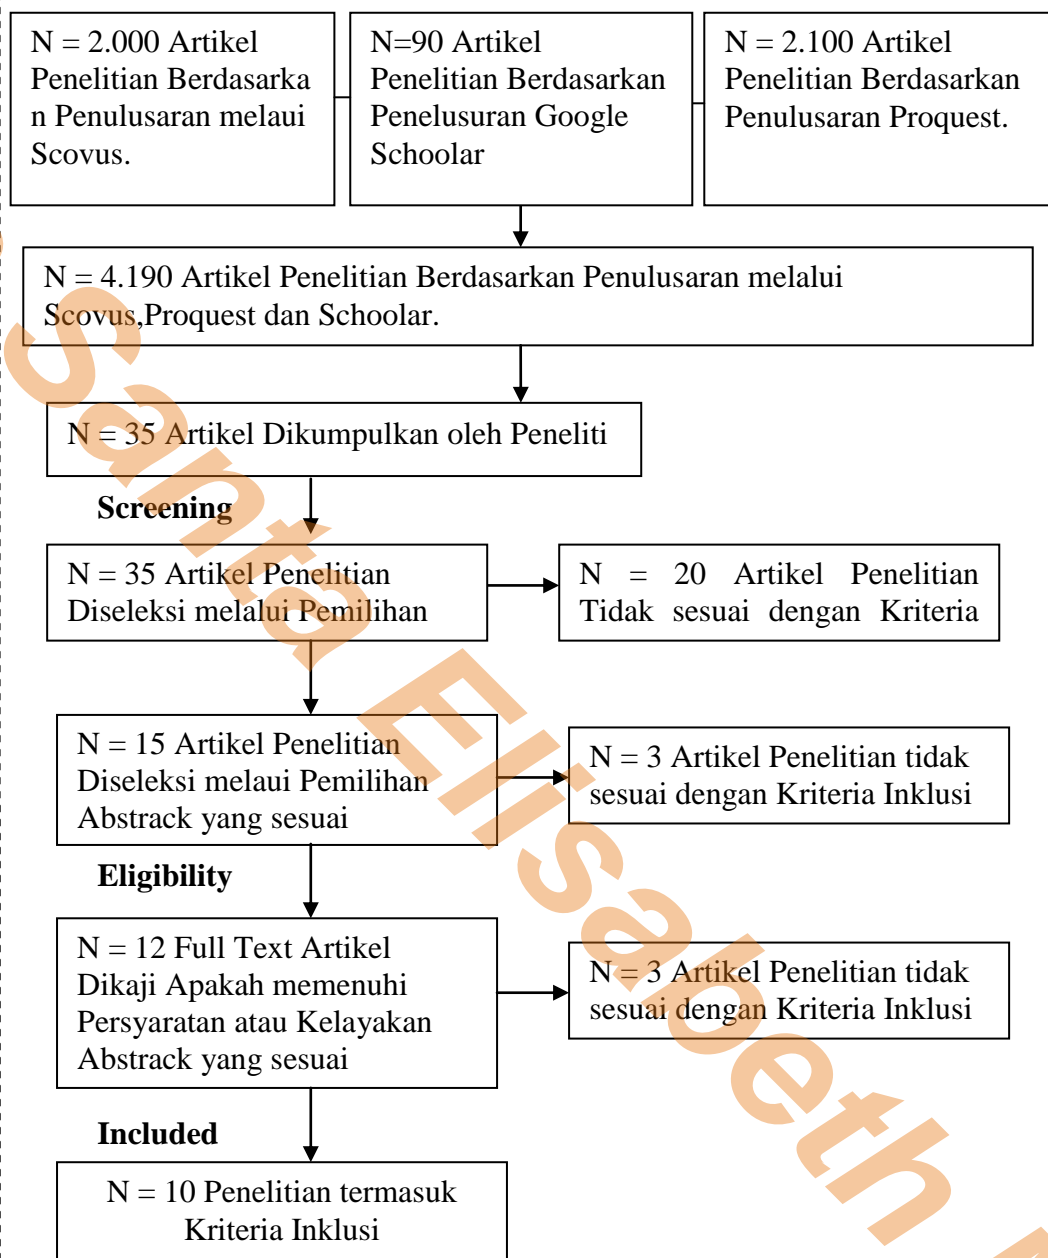 N = 2.000 Artikel
Penelitian Berdasarka
n Penulusaran melaui
Scovus.
N=90 Artikel
Penelitian Berdasarkan
Penelusuran Google
Schoolar
N = 2.100 Artikel
Penelitian Berdasarkan
Penulusaran Proquest.
N = 4.190 Artikel Penelitian Berdasarkan Penulusaran melalui
Scovus,Proquest dan Schoolar.
N = 35 Artikel Dikumpulkan oleh Peneliti
Screening
N = 35 Artikel Penelitian
Diseleksi melalui Pemilihan
N = 20 Artikel Penelitian
Tidak sesuai dengan Kriteria
N = 15 Artikel Penelitian
Diseleksi melaui Pemilihan
Abstrack yang sesuai
N = 3 Artikel Penelitian tidak
sesuai dengan Kriteria Inklusi
Eligibility
N = 12 Full Text Artikel
Dikaji Apakah memenuhi
Persyaratan atau Kelayakan
Abstrack yang sesuai
N = 3 Artikel Penelitian tidak
sesuai dengan Kriteria Inklusi
Included
N = 10 Penelitian termasuk
Kriteria Inklusi
Santa Elisabeth